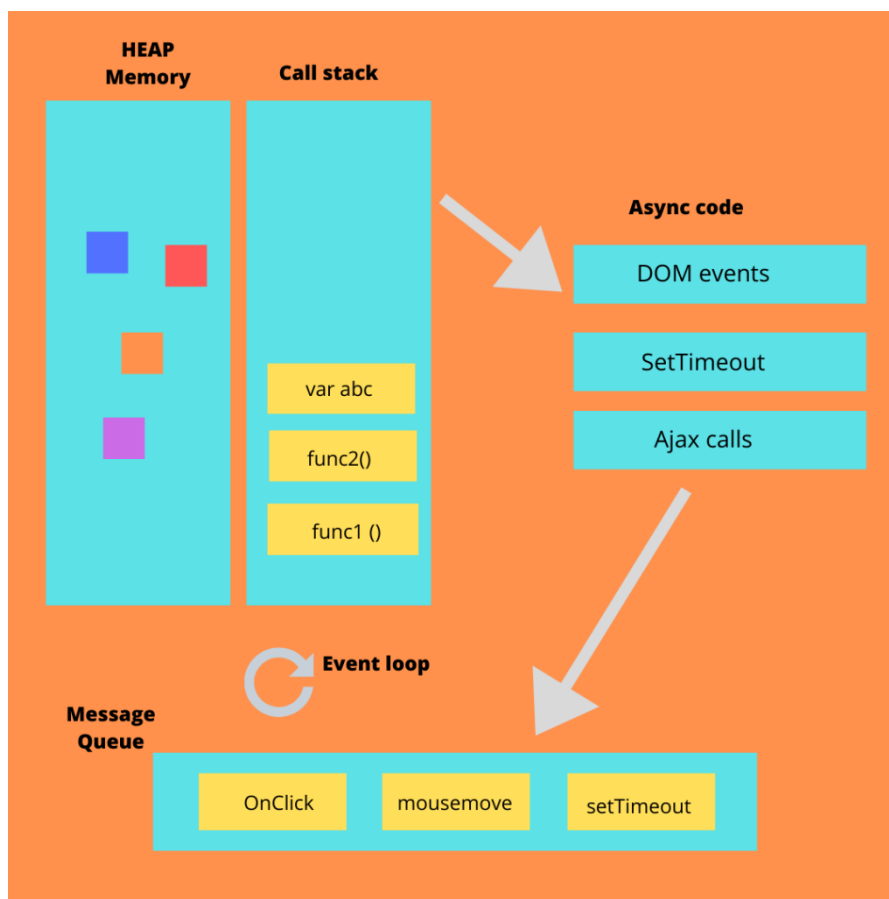 HEAP
Memory
Call stack
Async code
DOM events
SetTimeout
Ajax calls
var abc
func2()
func1 ()
Event loop
Message
Queue
OnClick
mousemove
setTimeout